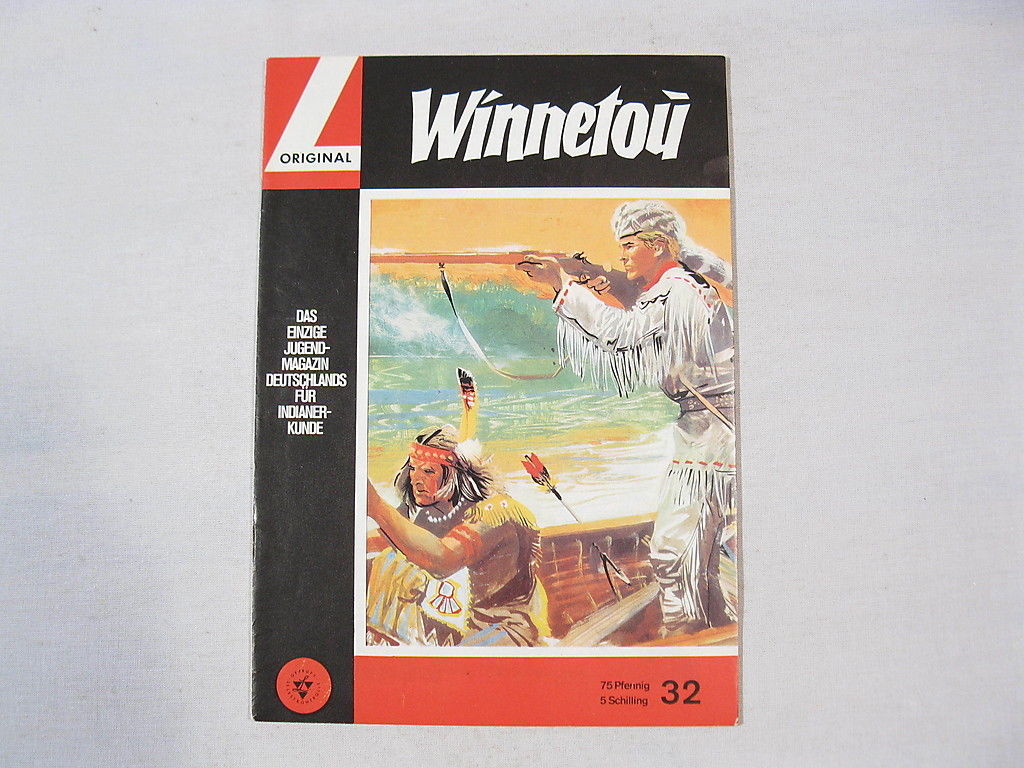 ORIGINAL
Winnetou
DAS
EINZIGE
JUGEND-
MAGAZIN
DEUTSCHLANDS
FÜR
INDIANER-
KUNDE
75 Pfennig
5 Schilling
32